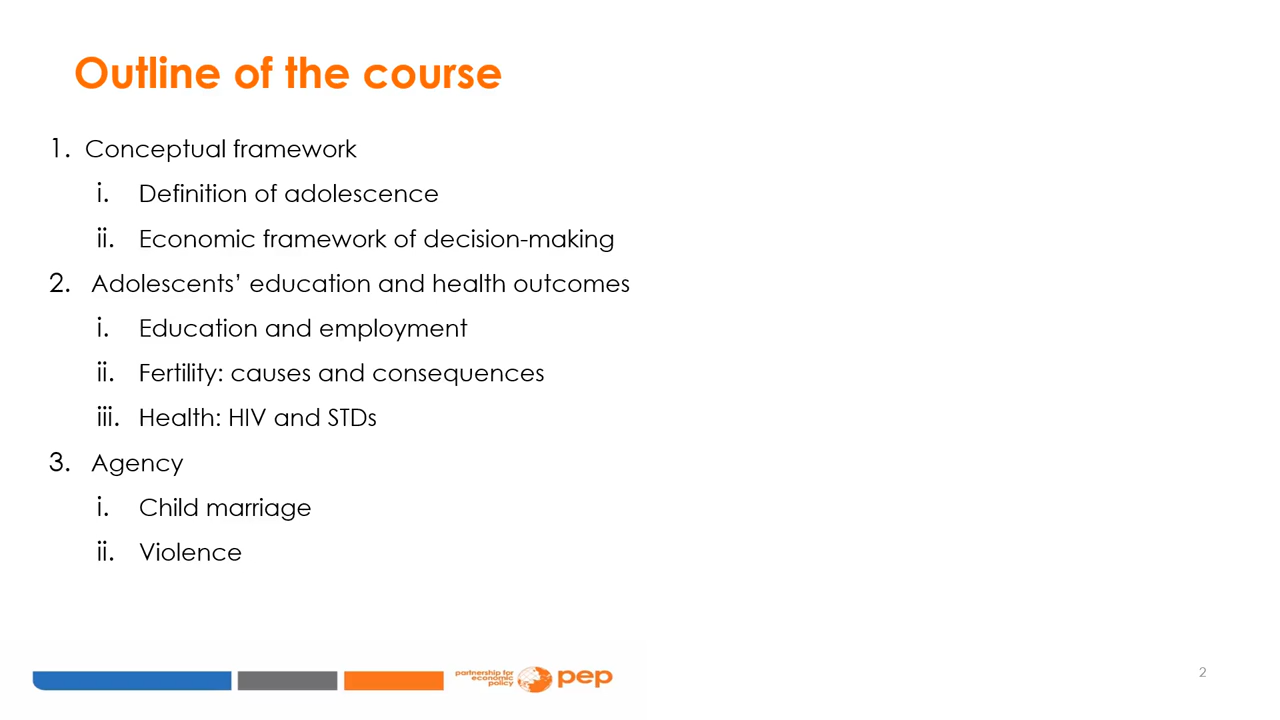 Outline of the course
1. Conceptual framework
i. Definition of adolescence
ii. Economic framework of decision-making
2. Adolescents’ education and health outcomes
i. Education and employment
ii. Fertility: causes and consequences
iii. Health: HIV and STDs
3. Agency
i. Child marriage
ii. Violence
partnership for
economic
policy
pep
2